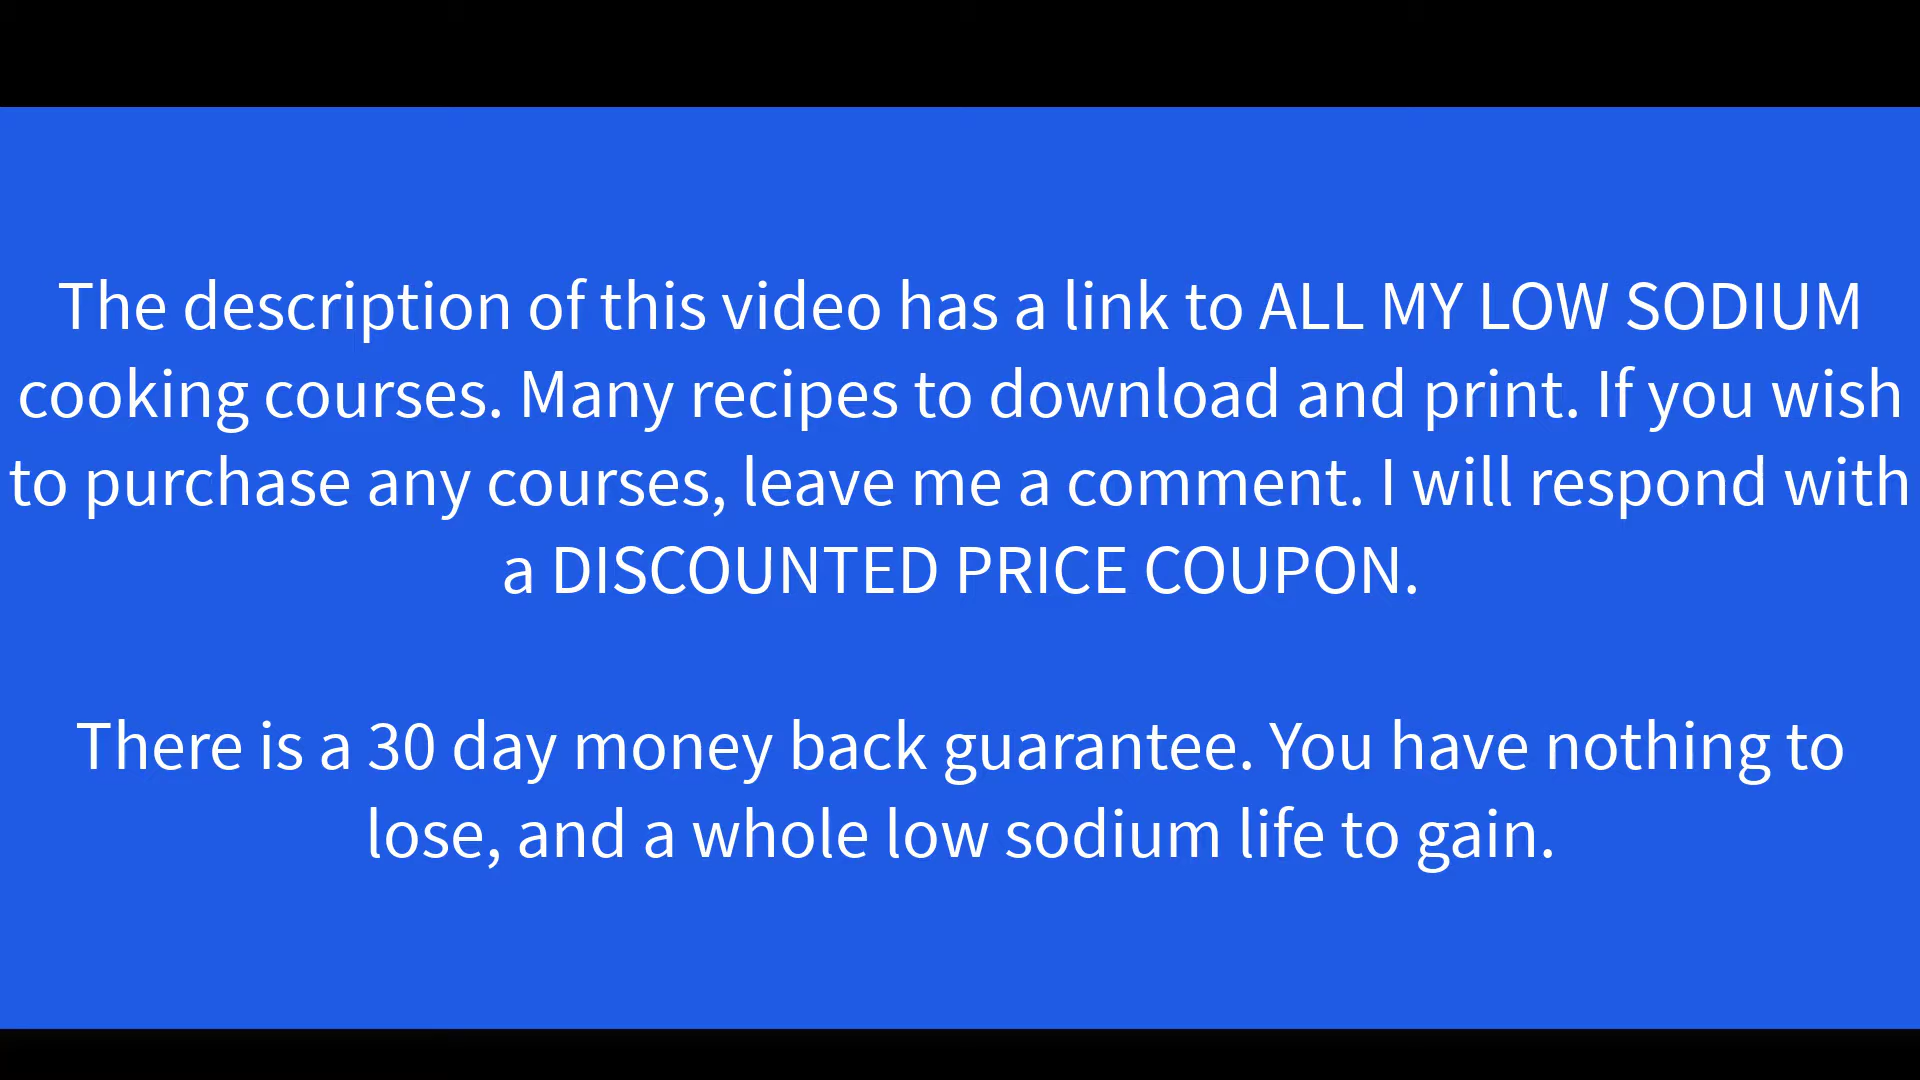 The description of this video has a link to ALL MY LOW SODIUM
cooking courses. Many recipes to download and print. If you wish
to purchase any courses, leave me a comment. I will respond with
a DISCOUNTED PRICE COUPON.
There is a 30 day money back guarantee. You have nothing to
lose, and a whole low sodium life to gain.